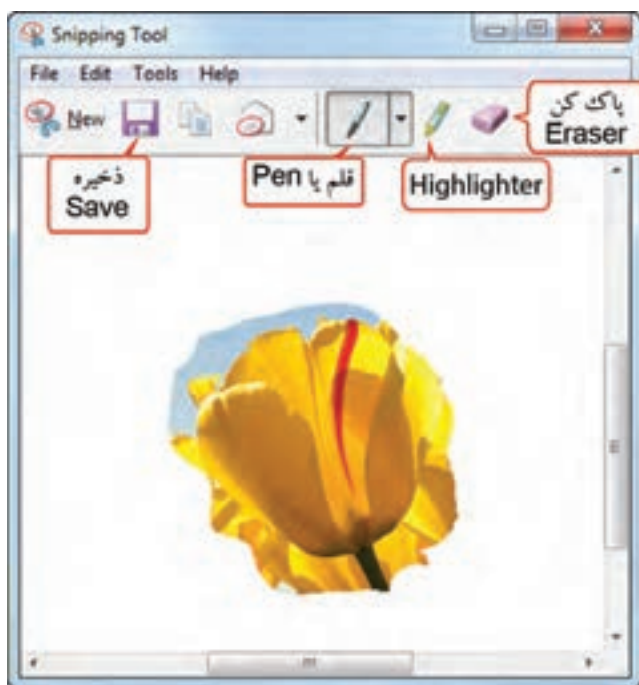 Snipping Tool
File Edit Tools Help
New
پاک کن
Eraser
ذخیره
Save
قلم یا Pen
Highlighter